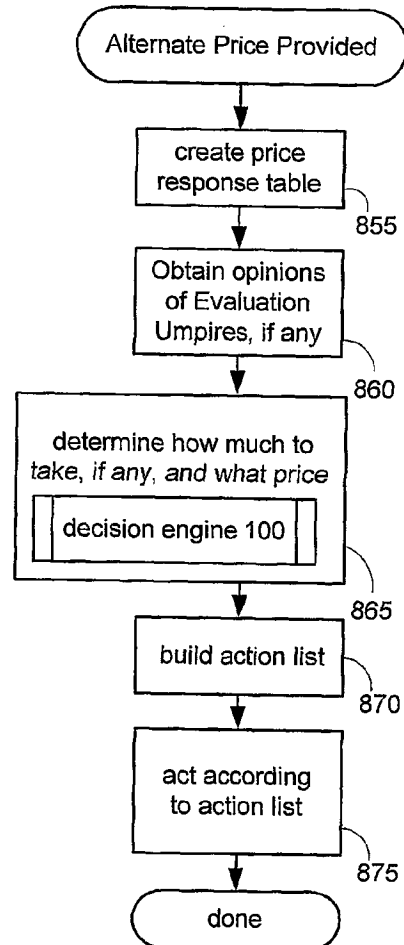 Alternate Price Provided
create price
response table
855
Obtain opinions
of Evaluation
Umpires, if any
860
determine how much to
take, if any, and what price
decision engine 100
865
build action list
870
act according
to action list
875
done